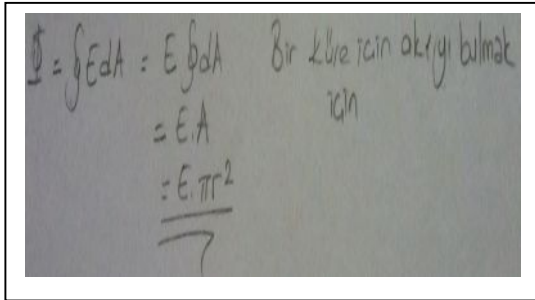 Φ = ∮EdA = E∮dA Bir küre için akıyı bulmak
= E.A için
= E.πr²